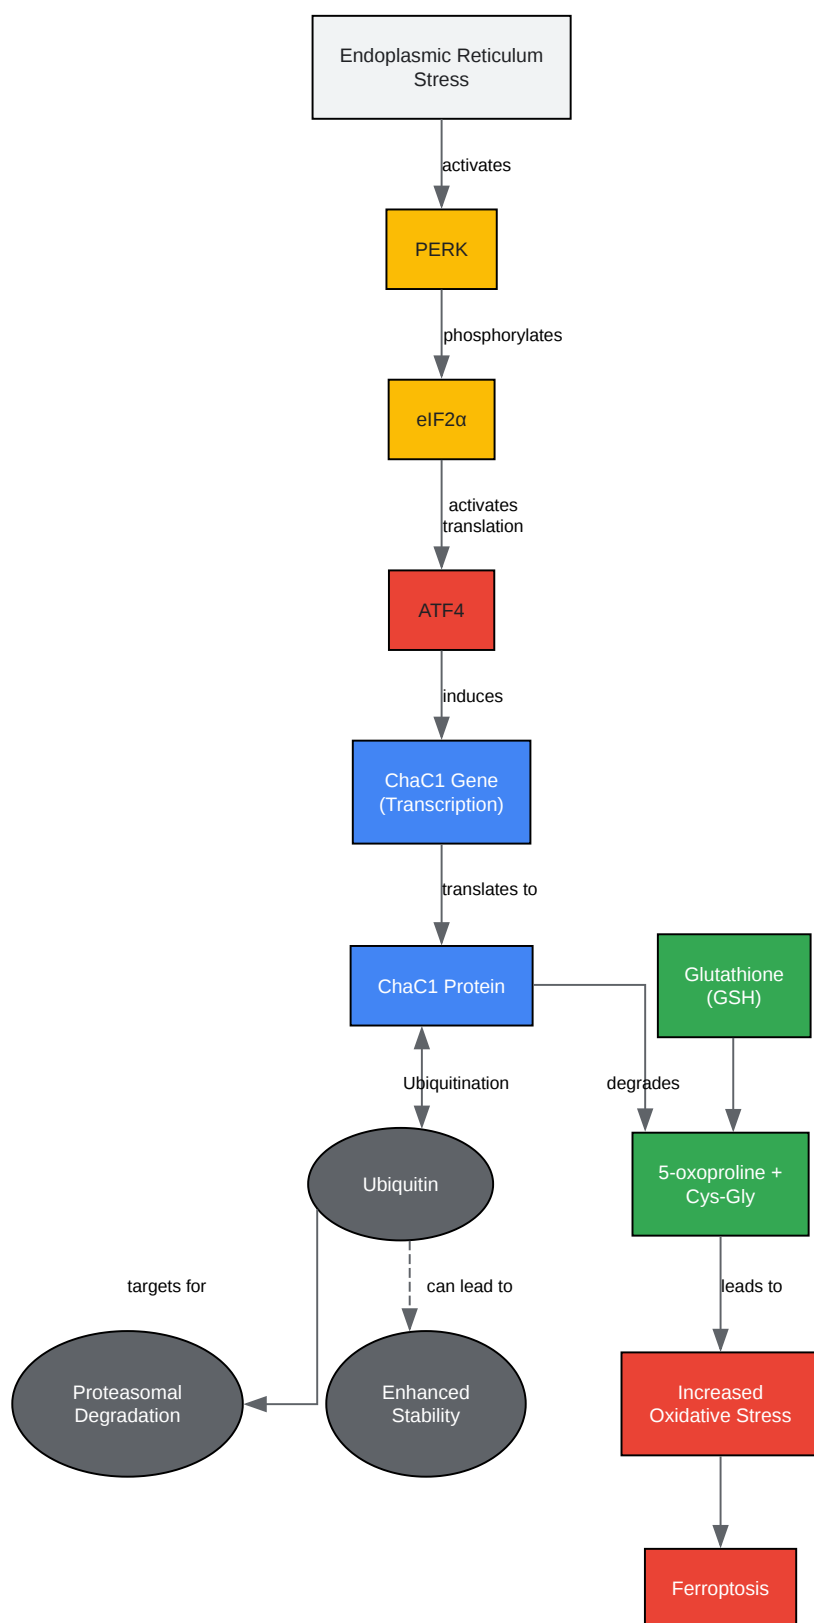 Endoplasmic Reticulum
Stress
activates
PERK
phosphorylates
eIF2α
activates
translation
ATF4
induces
ChaC1 Gene
(Transcription)
translates to
ChaC1 Protein
Glutathione
(GSH)
Ubiquitination
degrades
Ubiquitin
5-oxoproline +
Cys-Gly
targets for
can lead to
leads to
Proteasomal
Degradation
Enhanced
Stability
Increased
Oxidative Stress
Ferroptosis